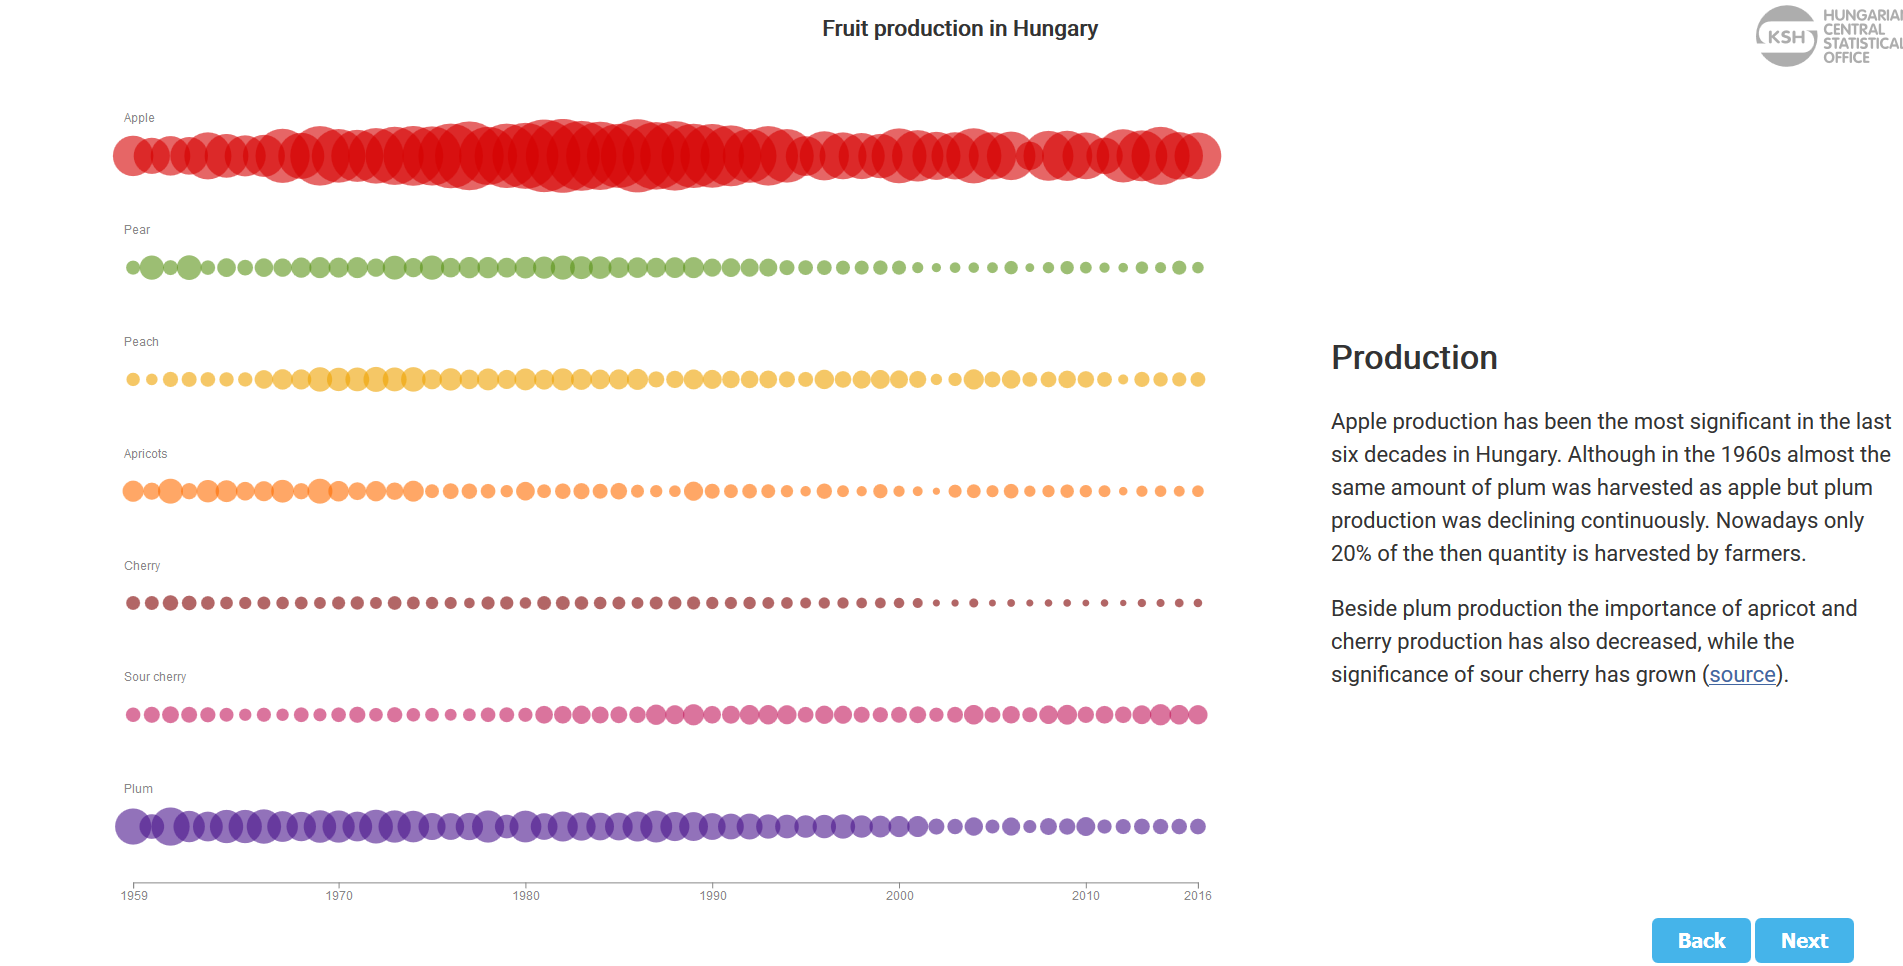 Fruit production in Hungary
KSH
HUNGARIAN
CENTRAL
STATISTICAL
OFFICE
Apple
Pear
Peach
Apricots
Cherry
Sour cherry
Plum
1959 1970 1980 1990 2000 2010 2016
Production
Apple production has been the most significant in the last
six decades in Hungary. Although in the 1960s almost the
same amount of plum was harvested as apple but plum
production was declining continuously. Nowadays only
20% of the then quantity is harvested by farmers.
Beside plum production the importance of apricot and
cherry production has also decreased, while the
significance of sour cherry has grown (source).
Back Next